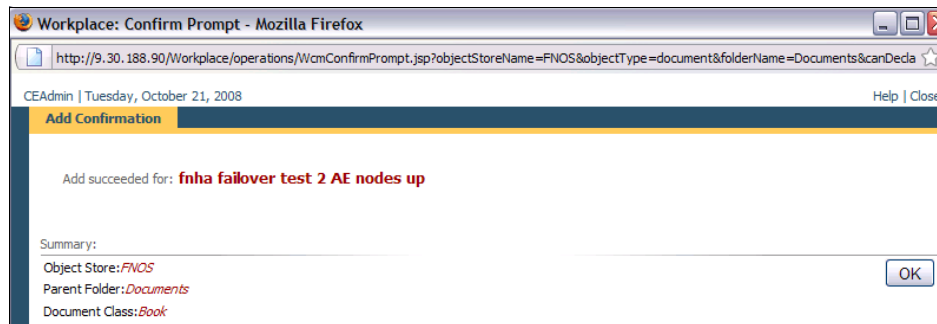 Workplace: Confirm Prompt - Mozilla Firefox
http://9.30.188.90/Workplace/operations/WcmConfirmPrompt.jsp?objectStoreName=FNOS&objectType=document&folderName=Documents&canDecla
CEAdmin | Tuesday, October 21, 2008 Help | Close
Add Confirmation
Add succeeded for: fnha failover test 2 AE nodes up
Summary:
Object Store:FNOS
OK
Parent Folder:Documents
Document Class:Book